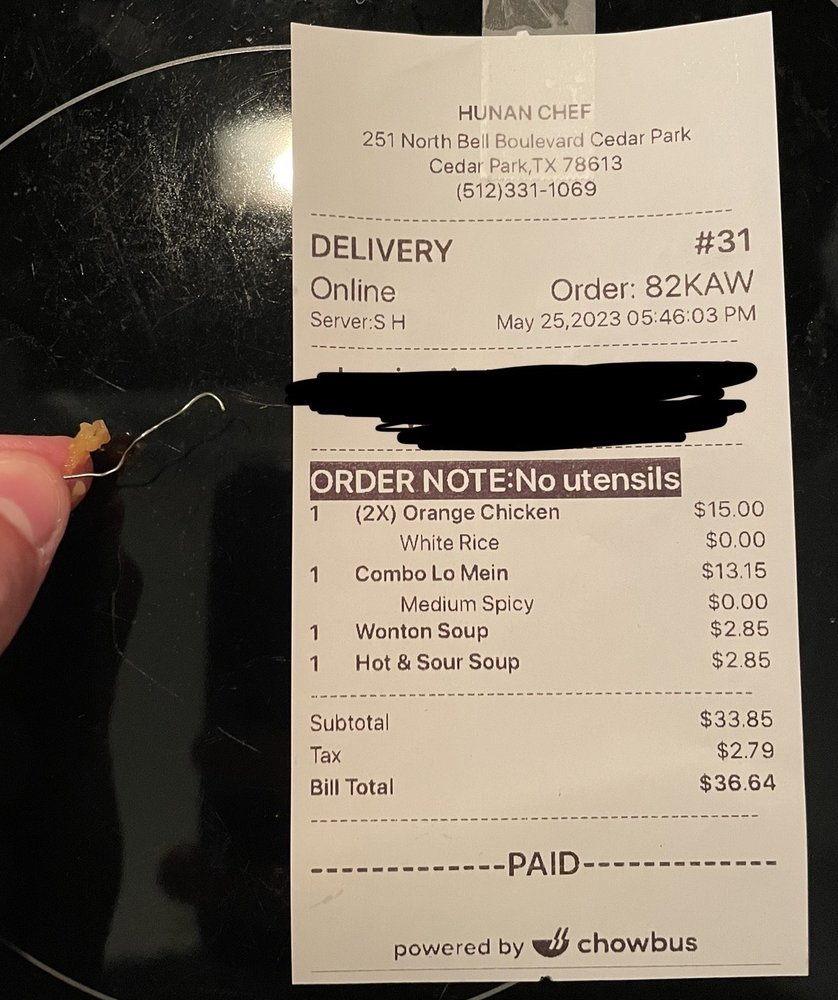 HUNAN CHEF
251 North Bell Boulevard Cedar Park
Cedar Park,TX 78613
(512)331-1069
DELIVERY #31
Online Order: 82KAW
Server:S H May 25,2023 05:46:03 PM
ORDER NOTE:No utensils
1 (2X) Orange Chicken $15.00
White Rice $0.00
1 Combo Lo Mein $13.15
Medium Spicy $0.00
1 Wonton Soup $2.85
1 Hot & Sour Soup $2.85
Subtotal $33.85
Tax $2.79
Bill Total $36.64
-------------PAID-------------
powered by chowbus